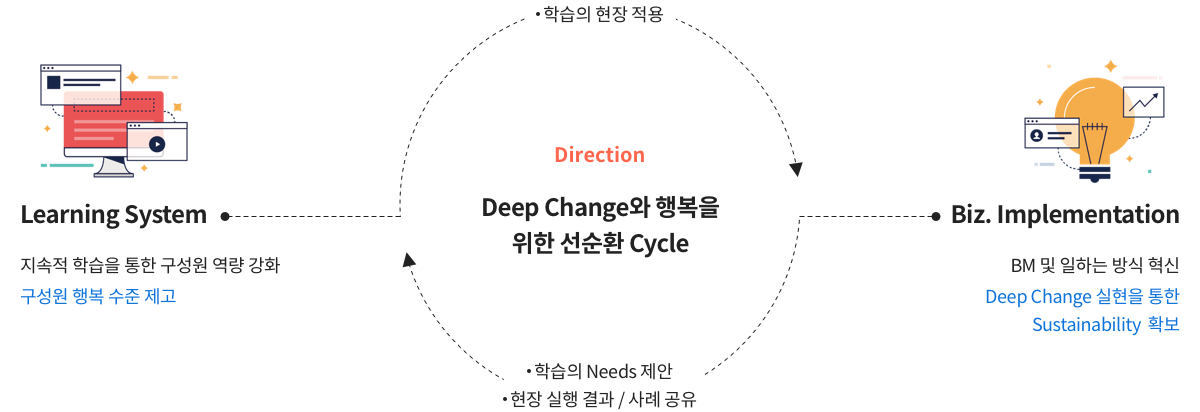 • 학습의 현장 적용
Direction
Deep Change와 행복을
위한 선순환 Cycle
Learning System
지속적 학습을 통한 구성원 역량 강화
구성원 행복 수준 제고
Biz. Implementation
BM 및 일하는 방식 혁신
Deep Change 실현을 통한
Sustainability 확보
• 학습의 Needs 제안
• 현장 실행 결과 / 사례 공유